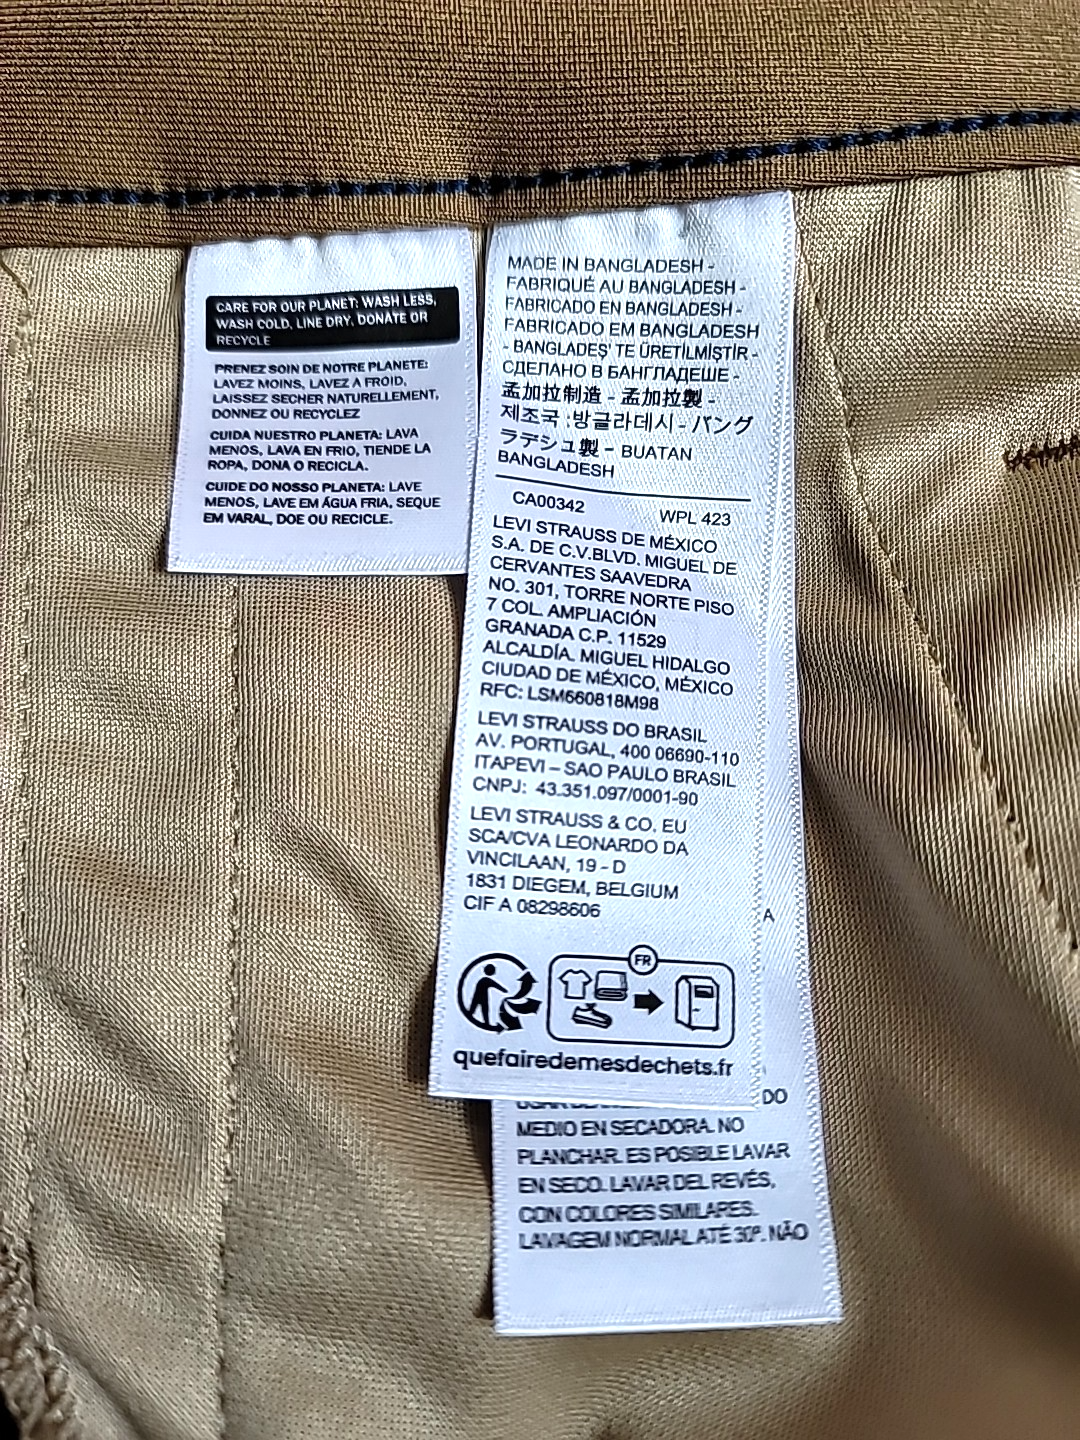 CARE FOR OUR PLANET: WASH LESS,
WASH COLD, LINE DRY, DONATE OR
RECYCLE
PRENEZ SOIN DE NOTRE PLANETE:
LAVEZ MOINS, LAVEZ A FROID,
LAISSEZ SECHER NATURELLEMENT,
DONNEZ OU RECYCLEZ
CUIDA NUESTRO PLANETA: LAVA
MENOS, LAVA EN FRIO, TIENDE LA
ROPA, DONA O RECICLA.
CUIDE DO NOSSO PLANETA: LAVE
MENOS, LAVE EM ÁGUA FRIA, SEQUE
EM VARAL, DOE OU RECICLE.
MADE IN BANGLADESH -
FABRIQUÉ AU BANGLADESH -
FABRICADO EN BANGLADESH -
FABRICADO EM BANGLADESH
- BANGLADEŞ' TE ÜRETİLMİŞTİR -
СДЕЛАНО В БАНГЛАДЕШЕ -
孟加拉制造 - 孟加拉製 -
제조국 :방글라데시 - バング
ラデシュ製 - BUATAN
BANGLADESH
CA00342 WPL 423
LEVI STRAUSS DE MÉXICO
S.A. DE C.V.BLVD. MIGUEL DE
CERVANTES SAAVEDRA
NO. 301, TORRE NORTE PISO
7 COL. AMPLIACIÓN
GRANADA C.P. 11529
ALCALDÍA. MIGUEL HIDALGO
CIUDAD DE MÉXICO, MÉXICO
RFC: LSM660818M98
LEVI STRAUSS DO BRASIL
AV. PORTUGAL, 400 06690-110
ITAPEVI – SAO PAULO BRASIL
CNPJ: 43.351.097/0001-90
LEVI STRAUSS & CO. EU
SCA/CVA LEONARDO DA
VINCILAAN, 19 - D
1831 DIEGEM, BELGIUM
CIF A 08298606
A
FR
quefairedemesdechets.fr
DO
MEDIO EN SECADORA. NO
PLANCHAR. ES POSIBLE LAVAR
EN SECO. LAVAR DEL REVÉS,
CON COLORES SIMILARES.
LAVAGEM NORMAL ATÉ 30º. NÃO